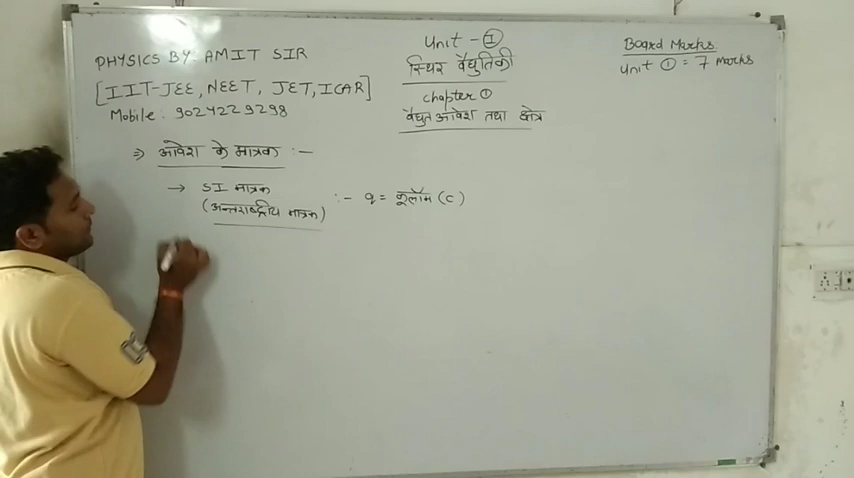 PHYSICS BY: AMIT SIR
[IIT-JEE, NEET, JET, ICAR]
Mobile: 9024229298
Unit - ①
स्थिर वैद्युतिकी
chapter ①
वैद्युत आवेश तथा क्षेत्र
Board Marks:
Unit ① = 7 Marks
⇒ आवेश के मात्रक :-
→ SI मात्रक
(अन्तराष्ट्रीय मात्रक) :- q = कूलॉम (C)